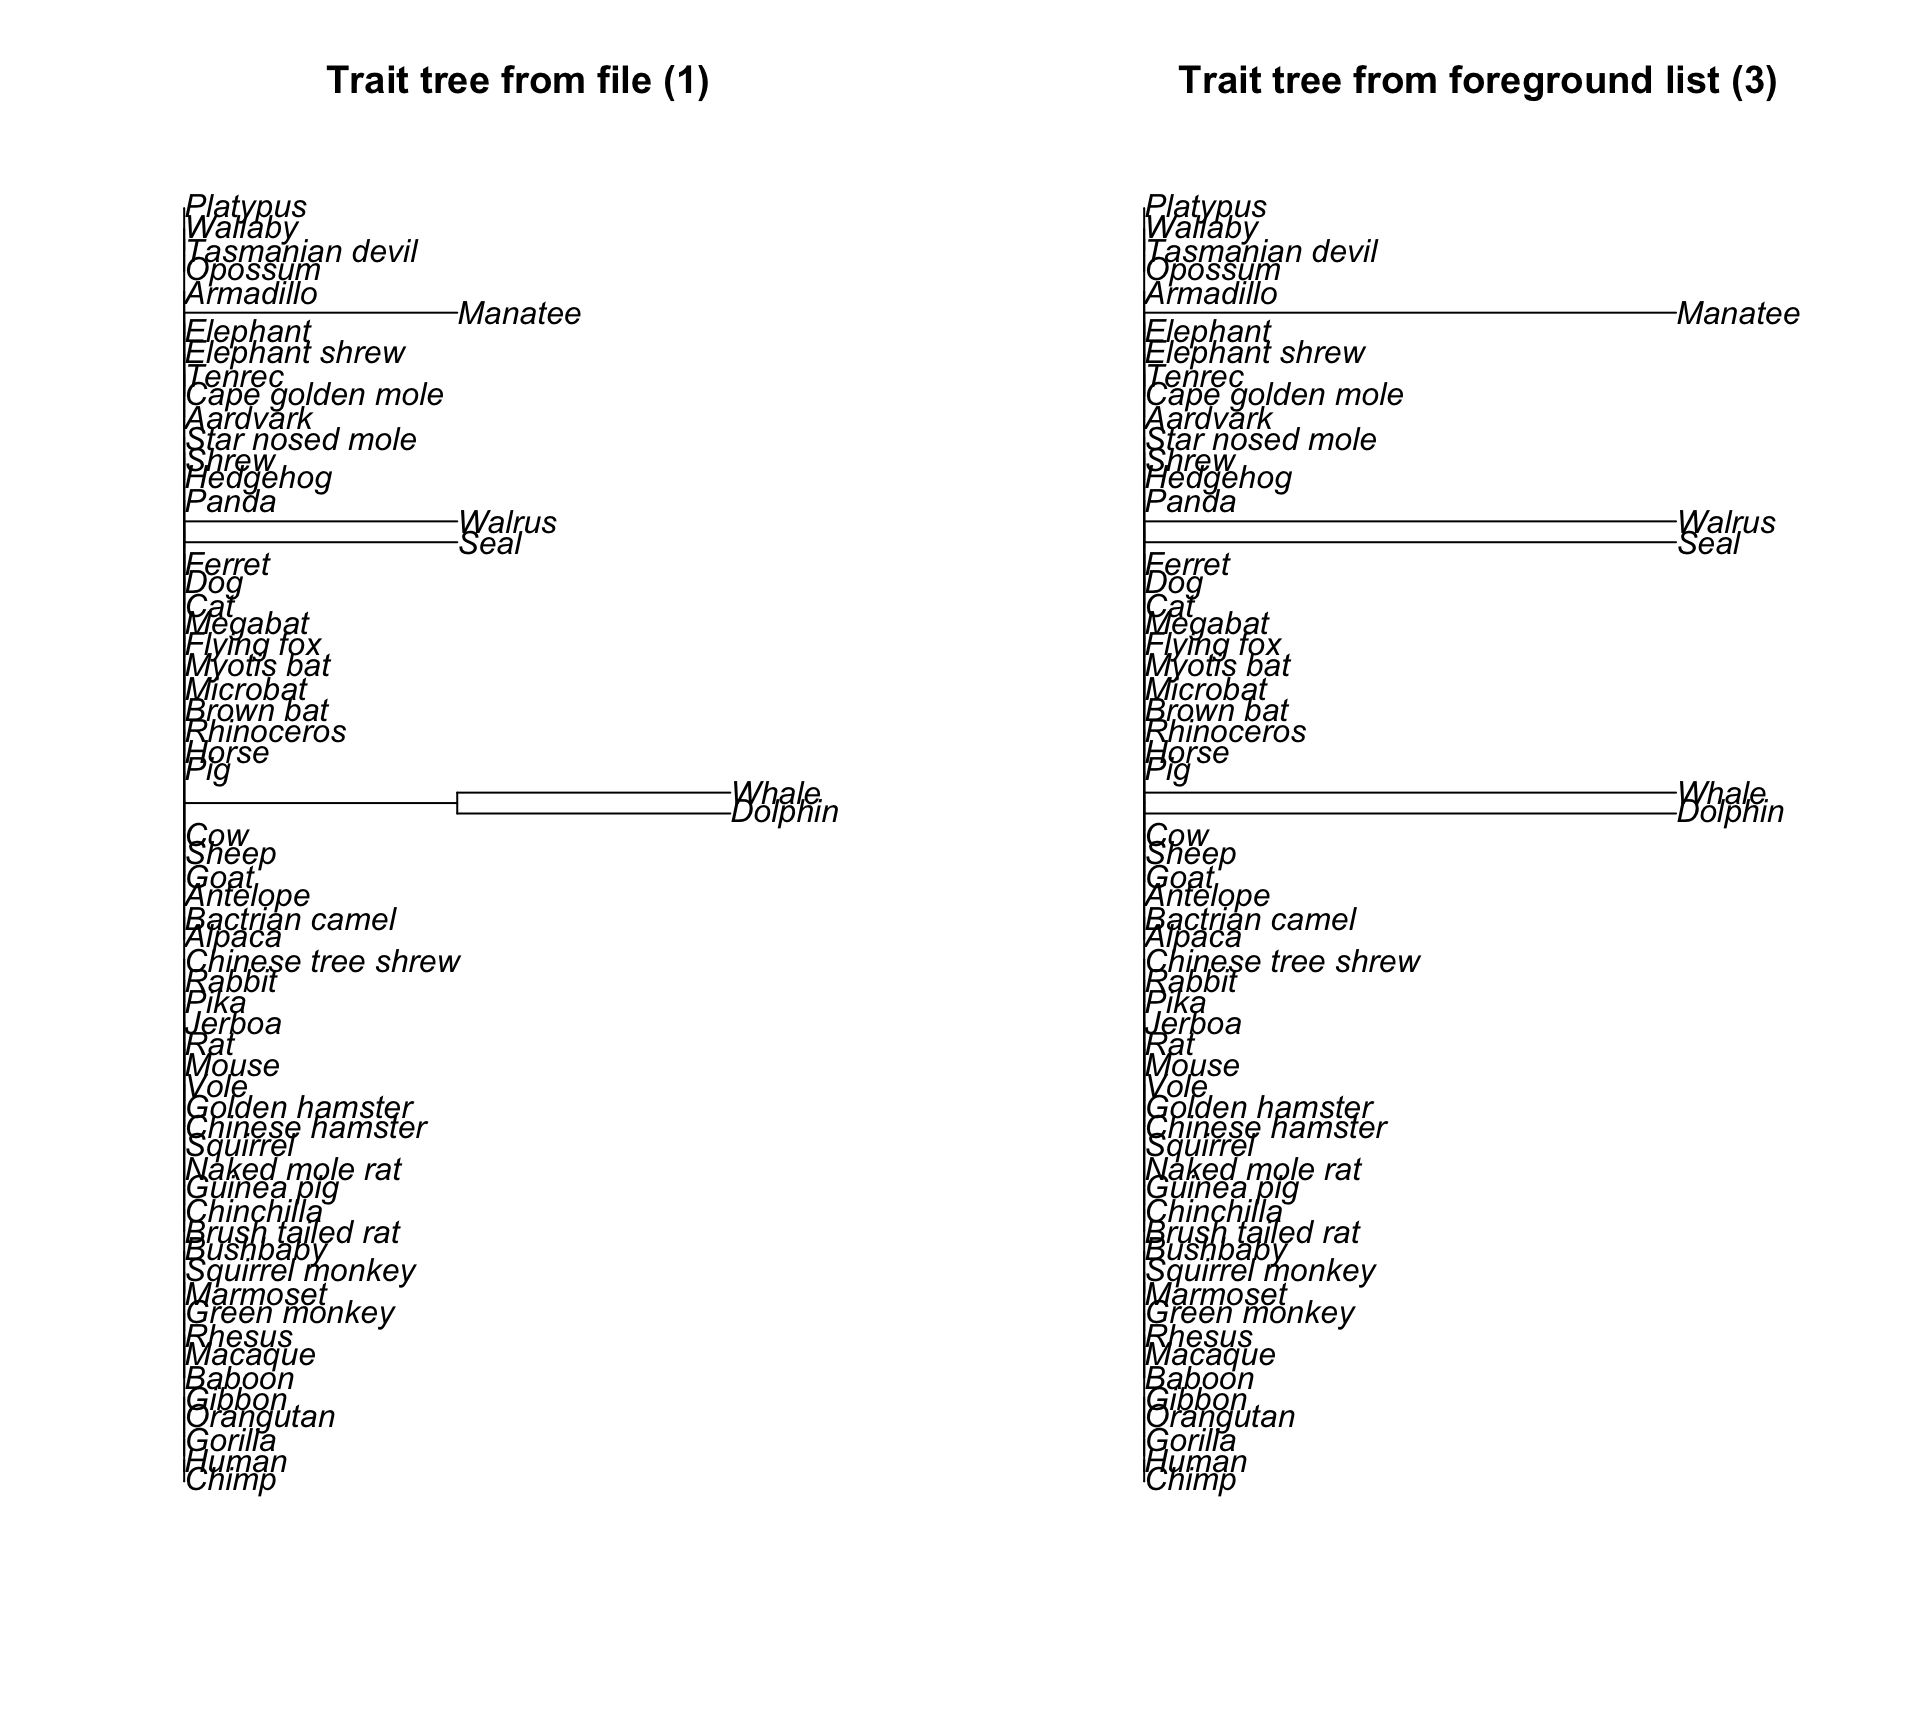 Trait tree from file (1)
Platypus
Wallaby
Tasmanian devil
Opossum
Armadillo
Manatee
Elephant
Elephant shrew
Tenrec
Cape golden mole
Aardvark
Star nosed mole
Shrew
Hedgehog
Panda
Walrus
Seal
Ferret
Dog
Cat
Megabat
Flying fox
Myotis bat
Microbat
Brown bat
Rhinoceros
Horse
Pig
Whale
Dolphin
Cow
Sheep
Goat
Antelope
Bactrian camel
Alpaca
Chinese tree shrew
Rabbit
Pika
Jerboa
Rat
Mouse
Vole
Golden hamster
Chinese hamster
Squirrel
Naked mole rat
Guinea pig
Chinchilla
Brush tailed rat
Bushbaby
Squirrel monkey
Marmoset
Green monkey
Rhesus
Macaque
Baboon
Gibbon
Orangutan
Gorilla
Human
Chimp
Trait tree from foreground list (3)
Platypus
Wallaby
Tasmanian devil
Opossum
Armadillo
Manatee
Elephant
Elephant shrew
Tenrec
Cape golden mole
Aardvark
Star nosed mole
Shrew
Hedgehog
Panda
Walrus
Seal
Ferret
Dog
Cat
Megabat
Flying fox
Myotis bat
Microbat
Brown bat
Rhinoceros
Horse
Pig
Whale
Dolphin
Cow
Sheep
Goat
Antelope
Bactrian camel
Alpaca
Chinese tree shrew
Rabbit
Pika
Jerboa
Rat
Mouse
Vole
Golden hamster
Chinese hamster
Squirrel
Naked mole rat
Guinea pig
Chinchilla
Brush tailed rat
Bushbaby
Squirrel monkey
Marmoset
Green monkey
Rhesus
Macaque
Baboon
Gibbon
Orangutan
Gorilla
Human
Chimp